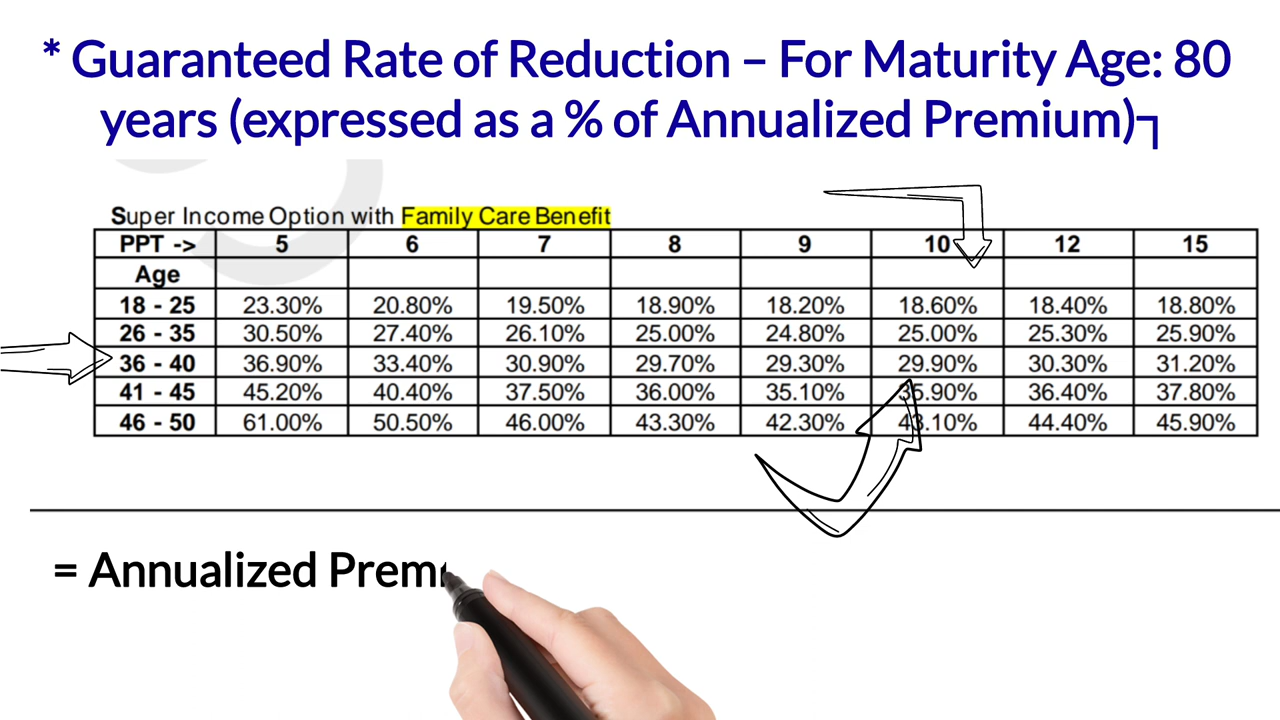 * Guaranteed Rate of Reduction – For Maturity Age: 80
years (expressed as a % of Annualized Premium)┐
Super Income Option with Family Care Benefit
PPT -> 5 6 7 8 9 10 12 15
Age
18 - 25 23.30% 20.80% 19.50% 18.90% 18.20% 18.60% 18.40% 18.80%
26 - 35 30.50% 27.40% 26.10% 25.00% 24.80% 25.00% 25.30% 25.90%
36 - 40 36.90% 33.40% 30.90% 29.70% 29.30% 29.90% 30.30% 31.20%
41 - 45 45.20% 40.40% 37.50% 36.00% 35.10% 35.90% 36.40% 37.80%
46 - 50 61.00% 50.50% 46.00% 43.30% 42.30% 43.10% 44.40% 45.90%
= Annualized Prem